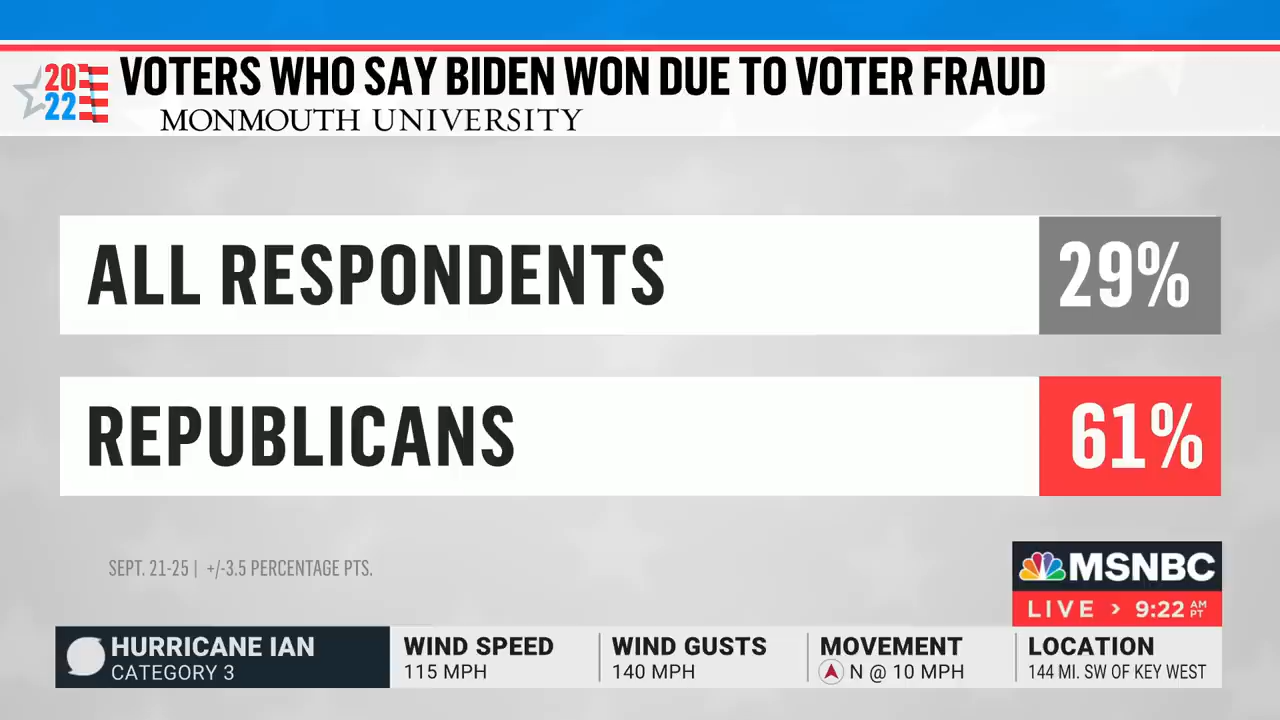 2022
VOTERS WHO SAY BIDEN WON DUE TO VOTER FRAUD
MONMOUTH UNIVERSITY
ALL RESPONDENTS 29%
REPUBLICANS 61%
SEPT. 21-25 | +/-3.5 PERCENTAGE PTS.
MSNBC
LIVE > 9:22 AM PT
HURRICANE IAN
CATEGORY 3
WIND SPEED
115 MPH
WIND GUSTS
140 MPH
MOVEMENT
N @ 10 MPH
LOCATION
144 MI. SW OF KEY WEST